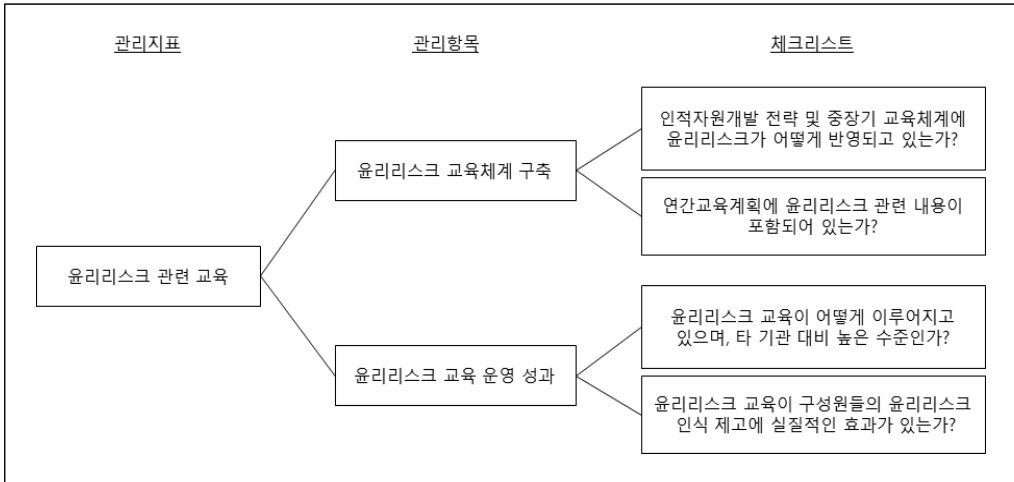 관리지표
관리항목
체크리스트
인적자원개발 전략 및 중장기 교육체계에
윤리리스크가 어떻게 반영되고 있는가?
윤리리스크 교육체계 구축
연간교육계획에 윤리리스크 관련 내용이
포함되어 있는가?
윤리리스크 관련 교육
윤리리스크 교육이 어떻게 이루어지고
있으며, 타 기관 대비 높은 수준인가?
윤리리스크 교육 운영 성과
윤리리스크 교육이 구성원들의 윤리리스크
인식 제고에 실질적인 효과가 있는가?